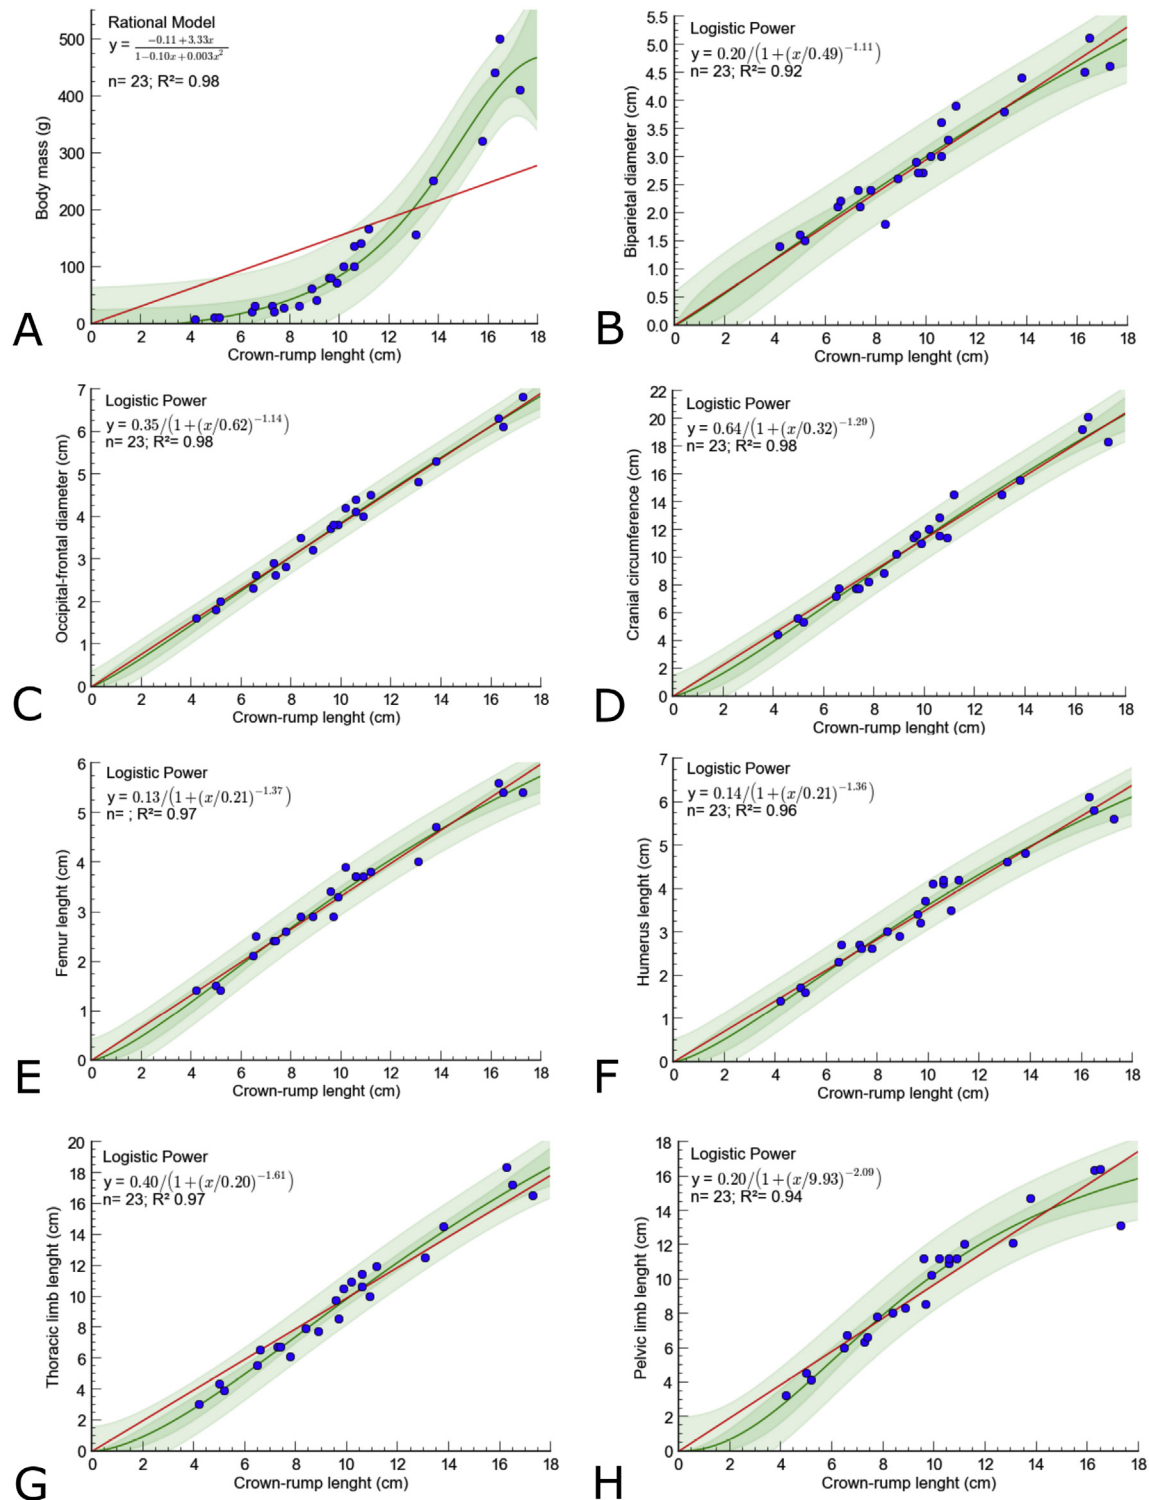 Rational Model
y = \frac{-0.11+3.33x}{1-0.10x+0.003x^2}
n= 23; R²= 0.98
500
400
300
200
100
0
Body mass (g)
0 2 4 6 8 10 12 14 16 18
Crown-rump lenght (cm)
A
Logistic Power
y = 0.20/(1+(x/0.49)^{-1.11})
n= 23; R²= 0.92
5.5
5.0
4.5
4.0
3.5
3.0
2.5
2.0
1.5
1.0
0.5
0.0
Biparietal diameter (cm)
0 2 4 6 8 10 12 14 16 18
Crown-rump lenght (cm)
B
Logistic Power
y = 0.35/(1+(x/0.62)^{-1.14})
n= 23; R²= 0.98
7
6
5
4
3
2
1
0
Occipital-frontal diameter (cm)
0 2 4 6 8 10 12 14 16 18
Crown-rump lenght (cm)
C
Logistic Power
y = 0.64/(1+(x/0.32)^{-1.29})
n= 23; R²= 0.98
22
20
18
16
14
12
10
8
6
4
2
0
Cranial circumference (cm)
0 2 4 6 8 10 12 14 16 18
Crown-rump lenght (cm)
D
Logistic Power
y = 0.13/(1+(x/0.21)^{-1.37})
n= ; R²= 0.97
6
5
4
3
2
1
0
Femur lenght (cm)
0 2 4 6 8 10 12 14 16 18
Crown-rump lenght (cm)
E
Logistic Power
y = 0.14/(1+(x/0.21)^{-1.36})
n= 23; R²= 0.96
7
6
5
4
3
2
1
0
Humerus lenght (cm)
0 2 4 6 8 10 12 14 16 18
Crown-rump lenght (cm)
F
Logistic Power
y = 0.40/(1+(x/0.20)^{-1.61})
n= 23; R² 0.97
20
18
16
14
12
10
8
6
4
2
0
Thoracic limb lenght (cm)
0 2 4 6 8 10 12 14 16 18
Crown-rump lenght (cm)
G
Logistic Power
y = 0.20/(1+(x/9.93)^{-2.09})
n= 23; R²= 0.94
18
16
14
12
10
8
6
4
2
0
Pelvic limb lenght (cm)
0 2 4 6 8 10 12 14 16 18
Crown-rump lenght (cm)
H